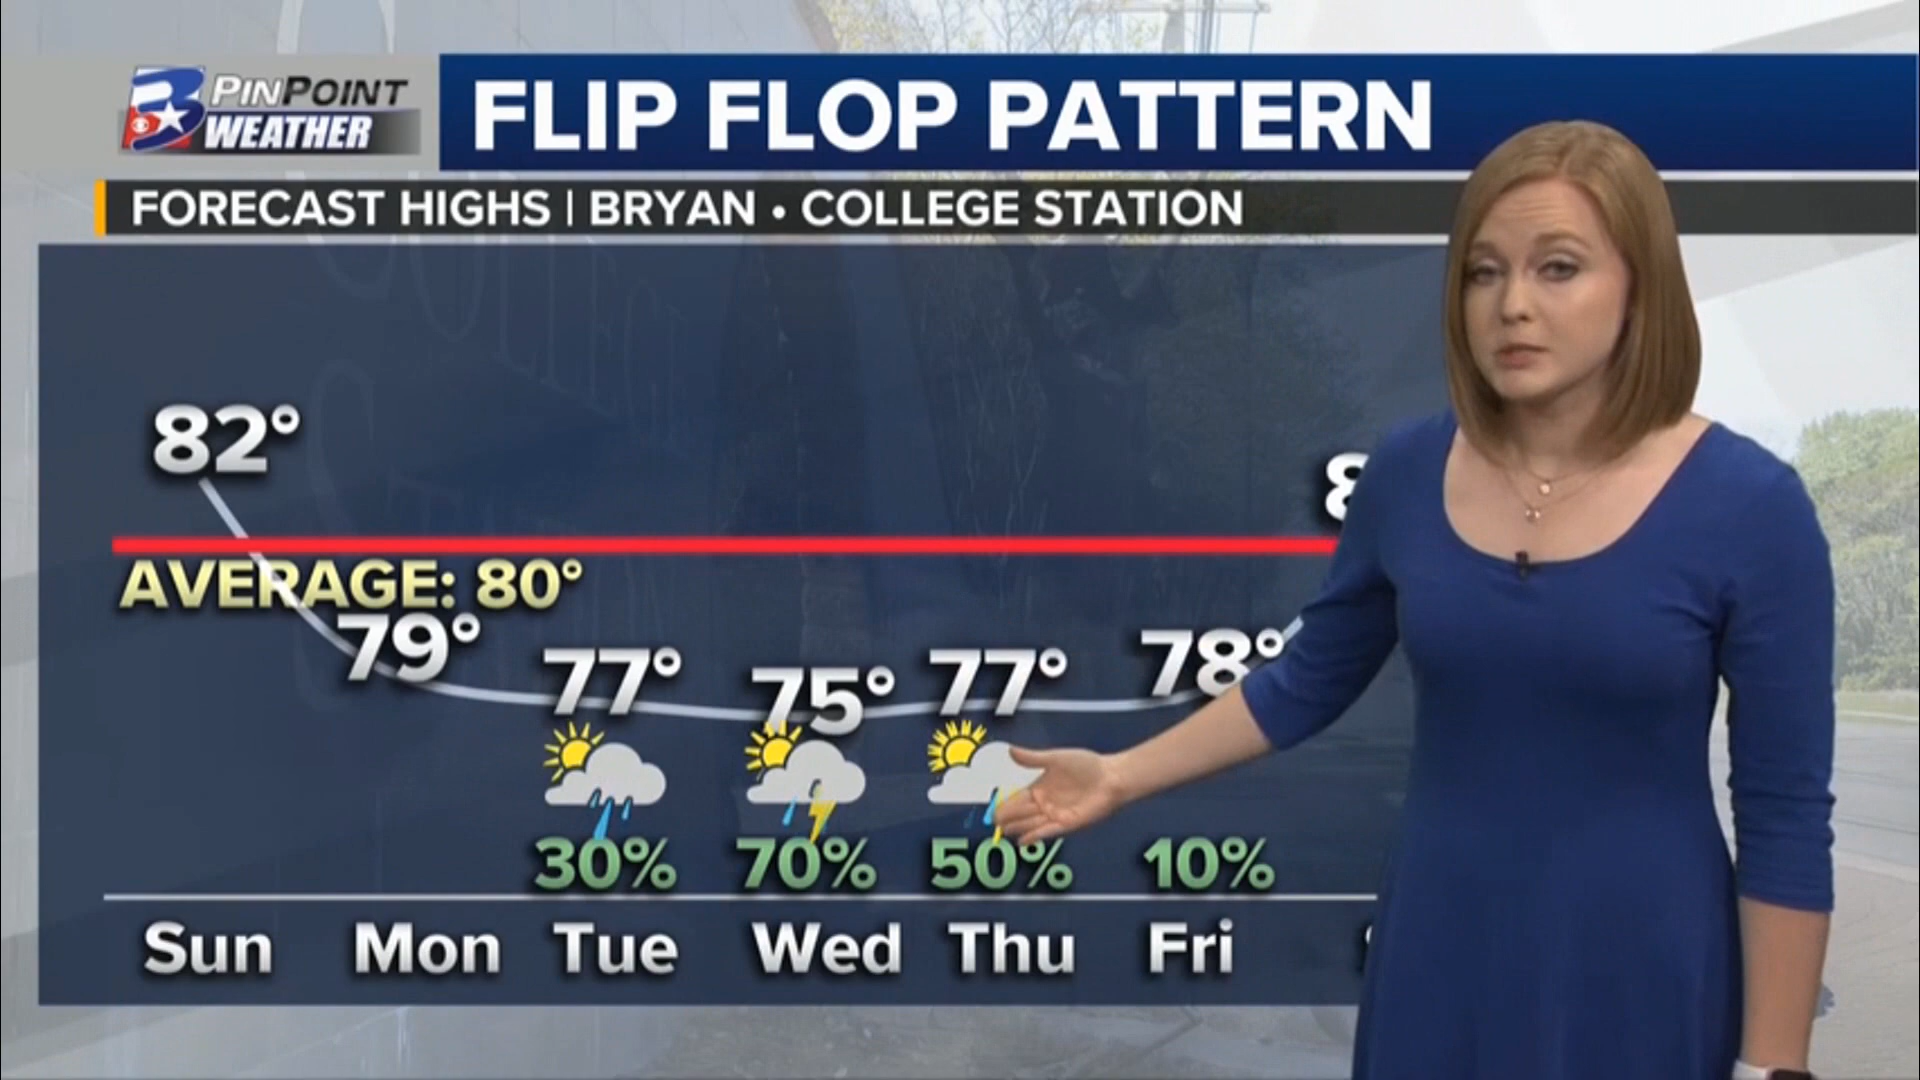 PINPOINT
WEATHER
FLIP FLOP PATTERN
FORECAST HIGHS | BRYAN • COLLEGE STATION
82°
AVERAGE: 80°
79° 77° 75° 77° 78°
30% 70% 50% 10%
Sun Mon Tue Wed Thu Fri